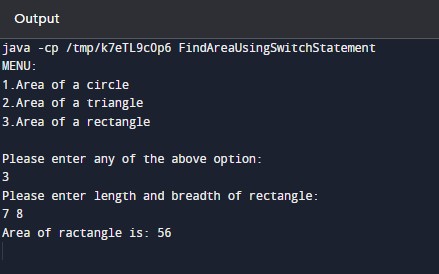 Output
java -cp /tmp/k7eTL9cOp6 FindAreaUsingSwitchStatement
MENU:
1.Area of a circle
2.Area of a triangle
3.Area of a rectangle
Please enter any of the above option:
3
Please enter length and breadth of rectangle:
7 8
Area of ractangle is: 56